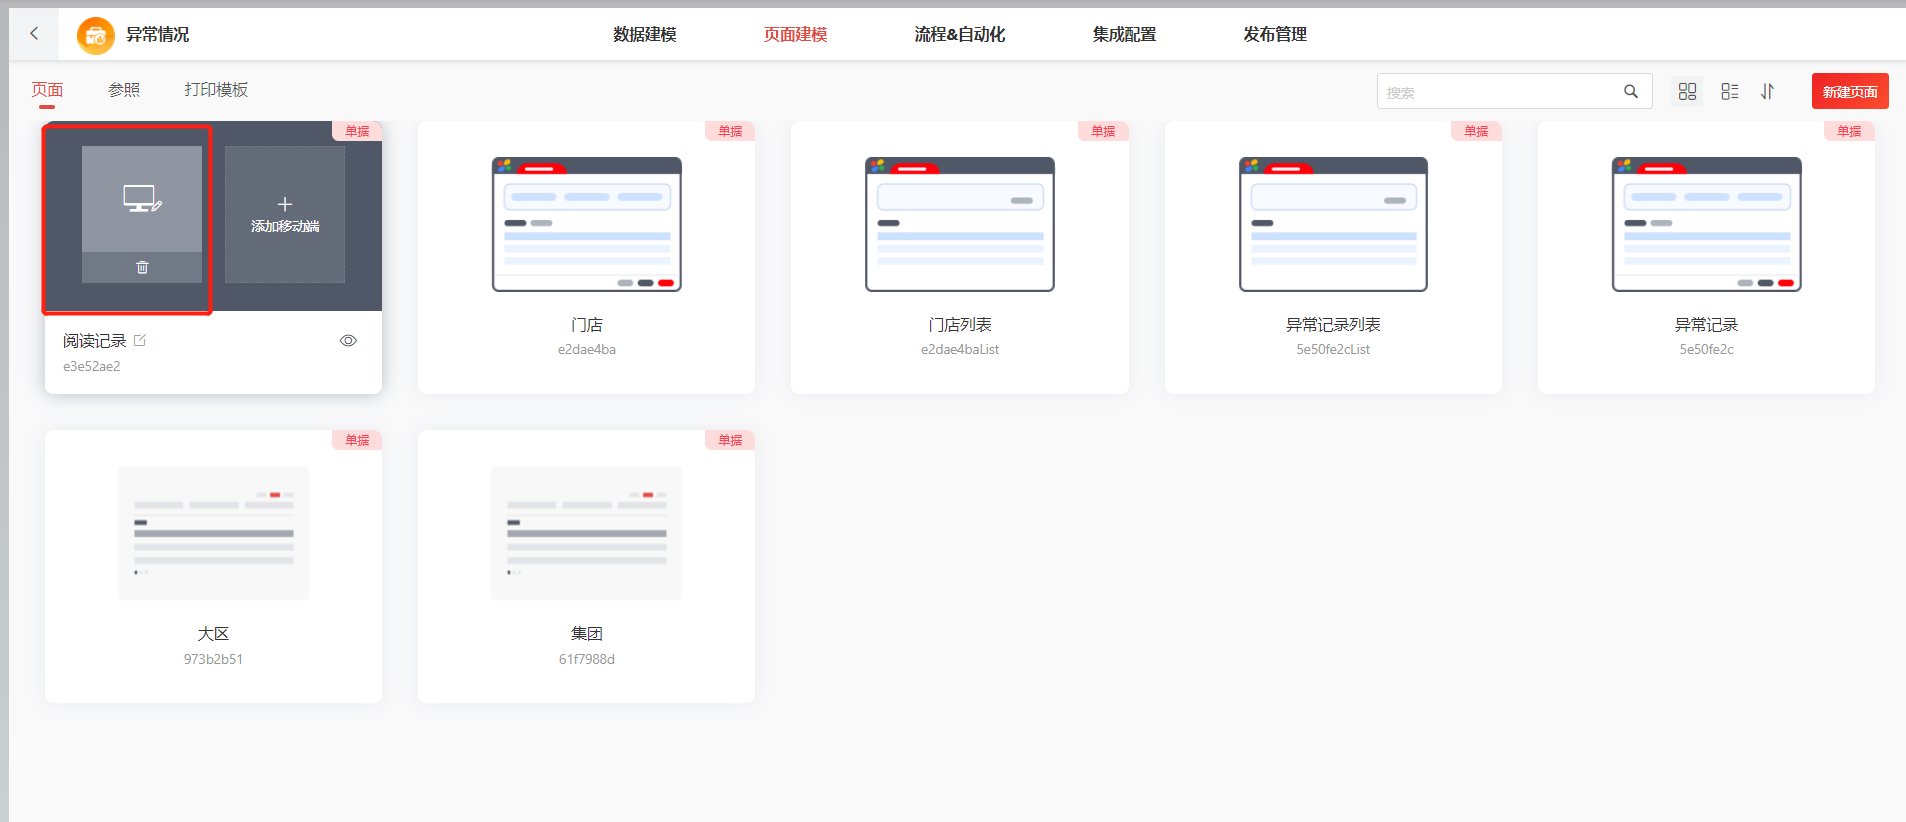 异常情况
数据建模
页面建模
流程&自动化
集成配置
发布管理
页面
参照
打印模板
搜索
新建页面
单据
添加移动端
阅读记录
e3e52ae2
单据
门店
e2dae4ba
单据
门店列表
e2dae4baList
单据
异常记录列表
5e50fe2cList
单据
异常记录
5e50fe2c
单据
大区
973b2b51
单据
集团
61f7988d